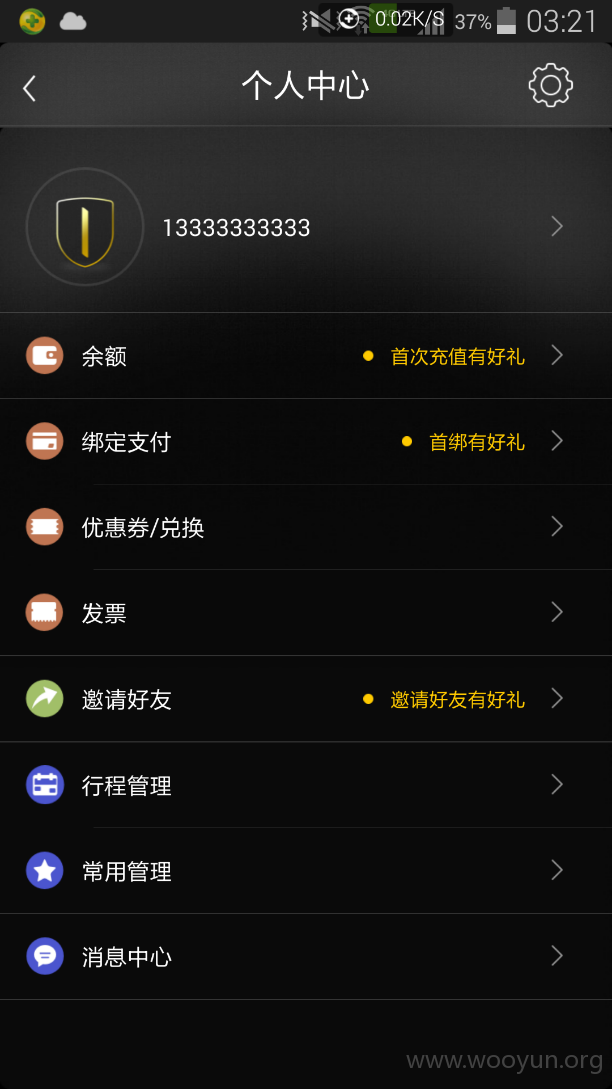 0.02K/S 37% 03:21
个人中心
13333333333
余额 首次充值有好礼
绑定支付 首绑有好礼
优惠券/兑换
发票
邀请好友 邀请好友有好礼
行程管理
常用管理
消息中心
www.wooyun.org